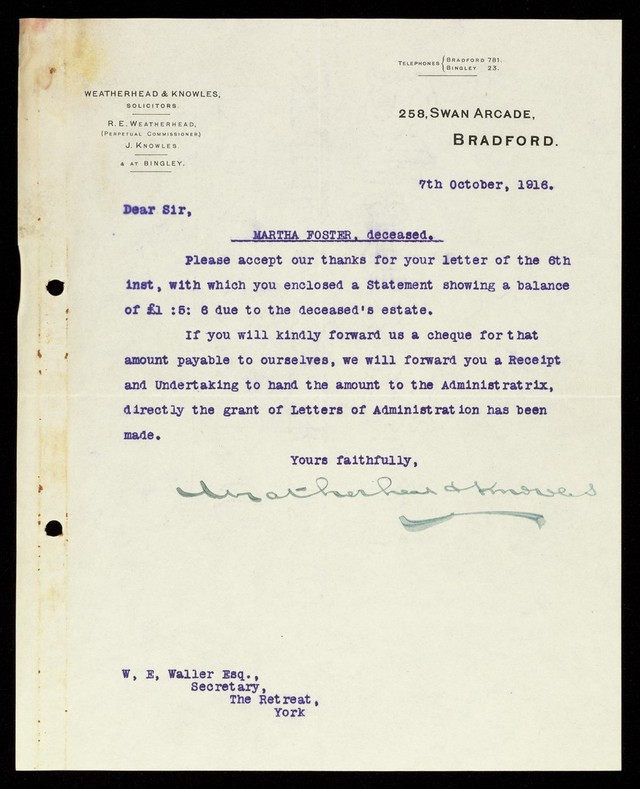 TELEPHONES { BRADFORD 781.
BINGLEY 23.
WEATHERHEAD & KNOWLES,
SOLICITORS.
R. E. WEATHERHEAD,
(PERPETUAL COMMISSIONER)
J. KNOWLES
& AT BINGLEY.
258, SWAN ARCADE,
BRADFORD.
7th October, 1916.
Dear Sir,
MARTHA FOSTER, deceased.
Please accept our thanks for your letter of the 6th
inst, with which you enclosed a Statement showing a balance
of £1 :5: 6 due to the deceased's estate.
If you will kindly forward us a cheque for that
amount payable to ourselves, we will forward you a Receipt
and Undertaking to hand the amount to the Administratrix,
directly the grant of Letters of Administration has been
made.
Yours faithfully,
Weatherhead & Knowles
W, E, Waller Esq.,
Secretary,
The Retreat,
York